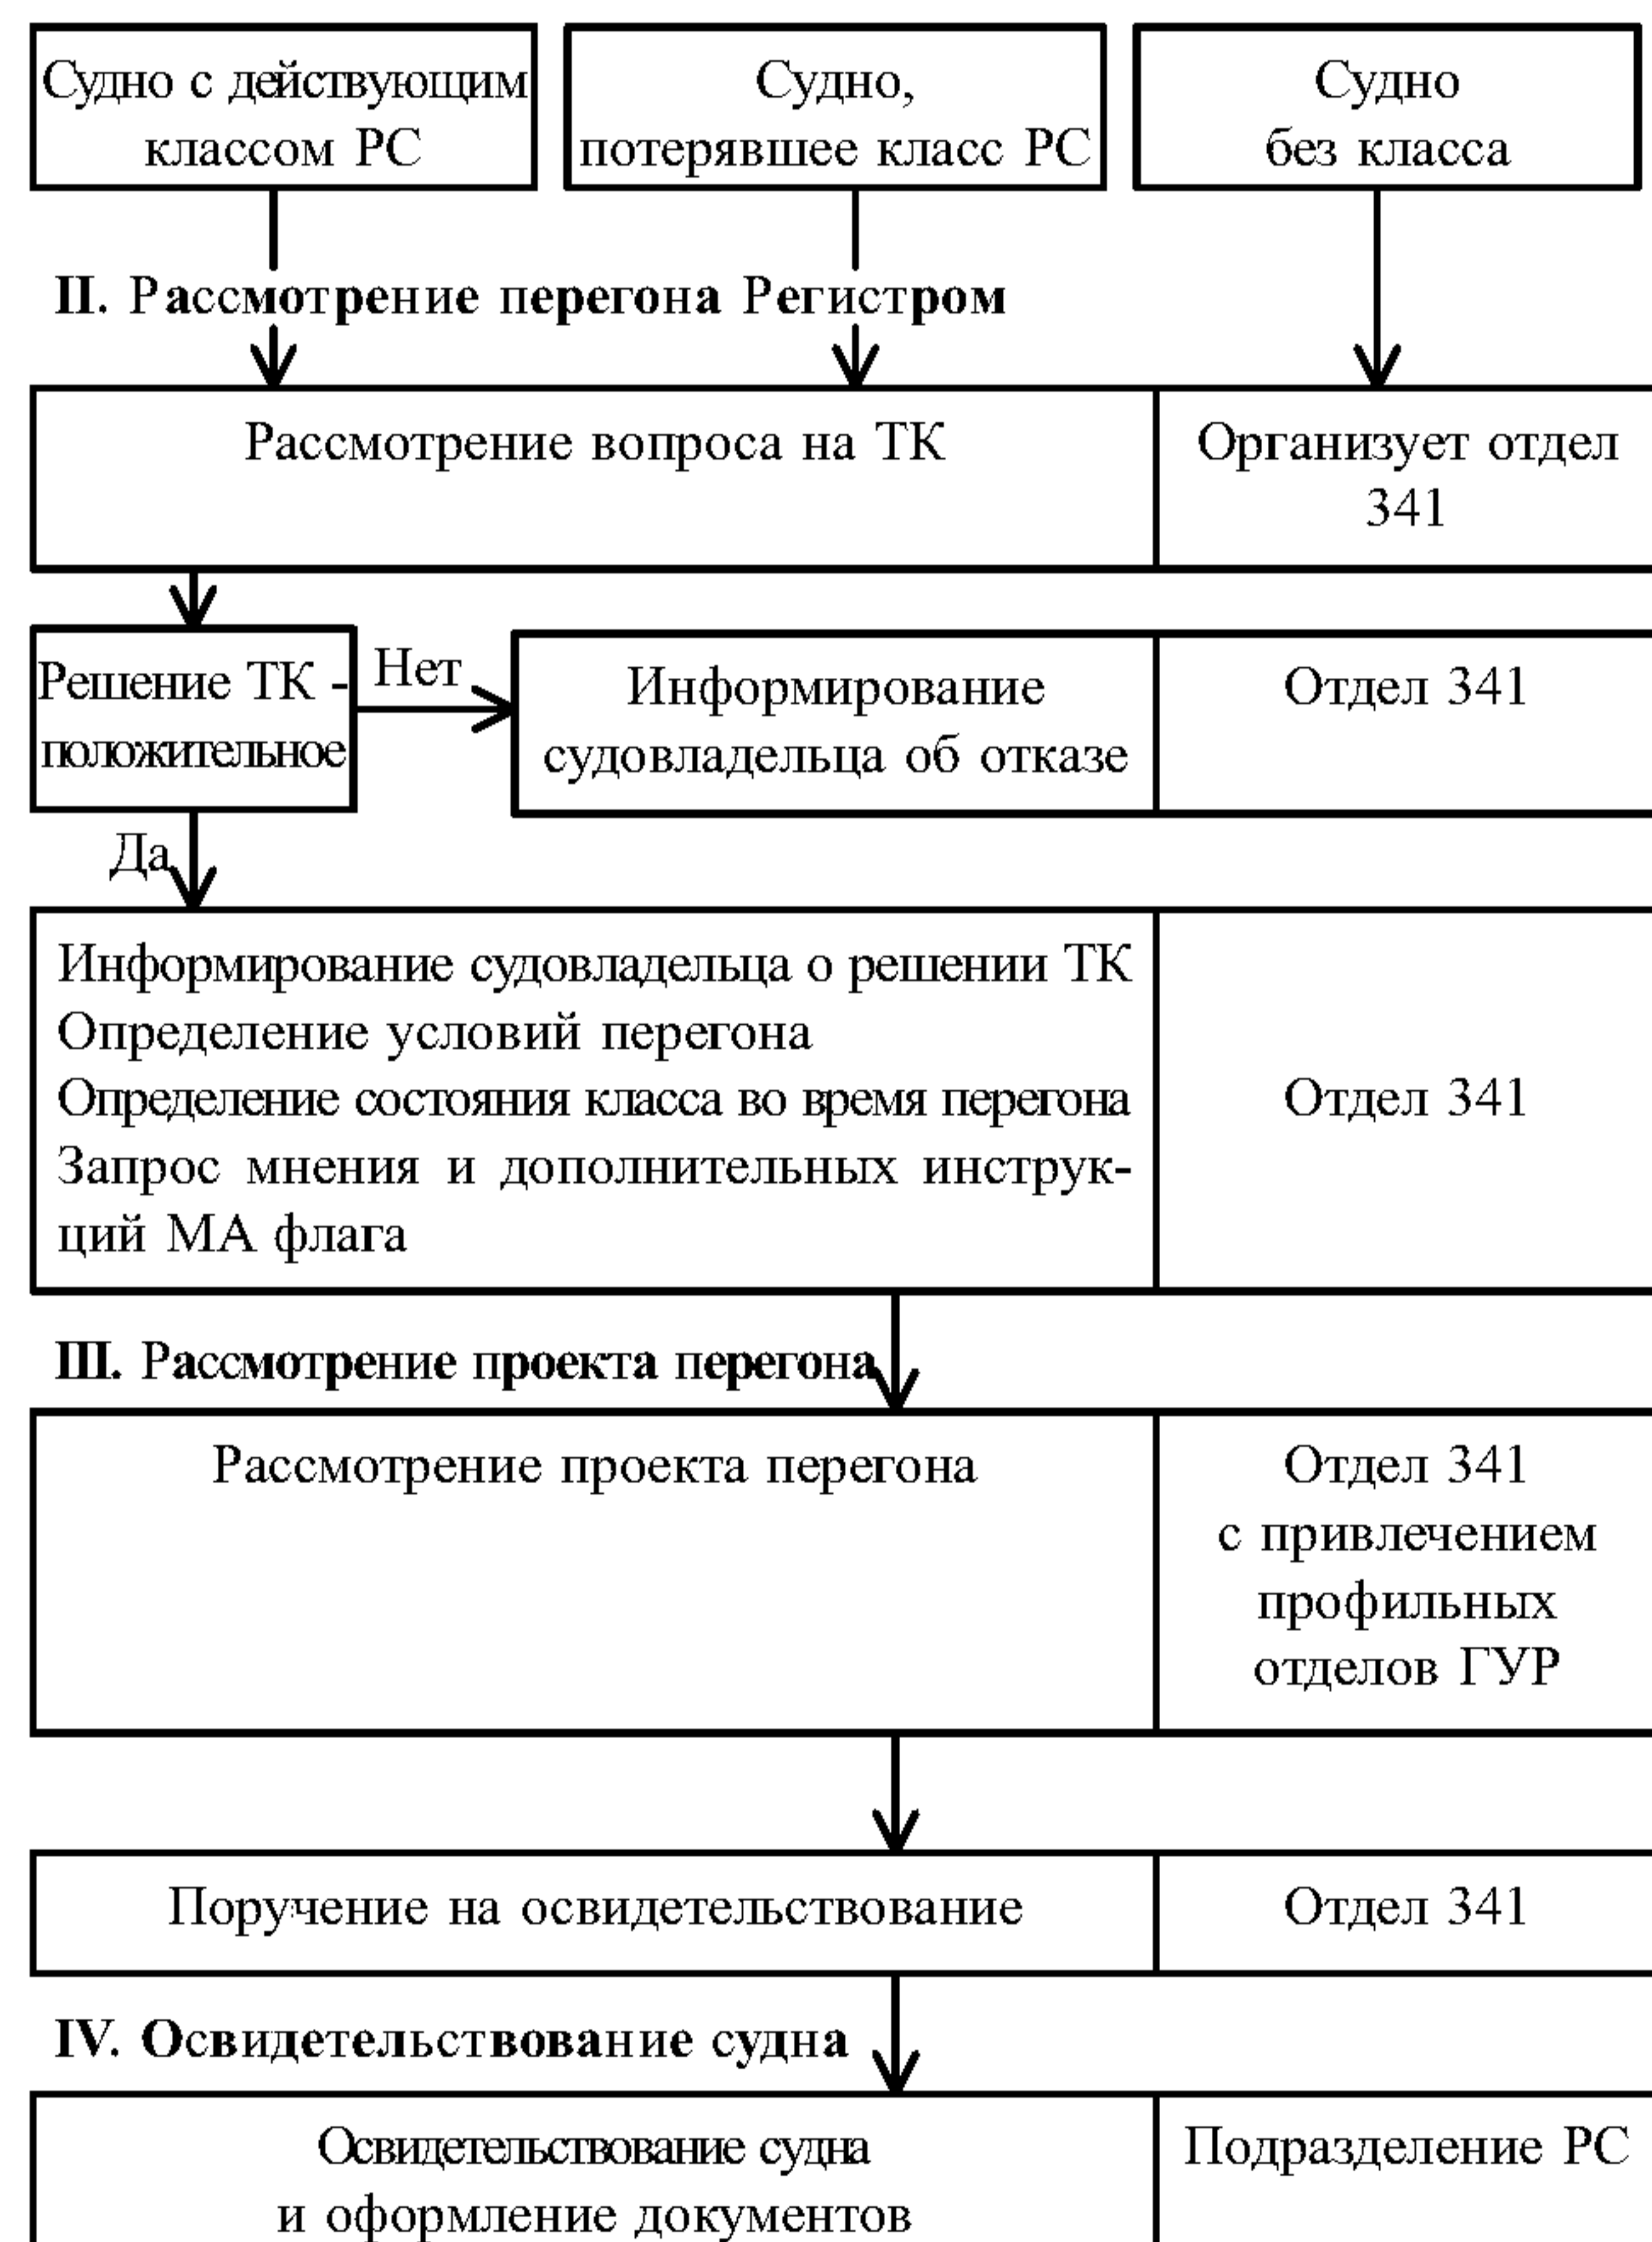 Судно с действующим
классом РС
Судно,
потерявшее класс РС
Судно
без класса
II. Рассмотрение перегона Регистром
Рассмотрение вопроса на ТК
Организует отдел
341
Решение ТК -
положительное
Нет
Информирование
судовладельца об отказе
Отдел 341
Да
Информирование судовладельца о решении ТК
Определение условий перегона
Определение состояния класса во время перегона
Запрос мнения и дополнительных инструк-
ций МА флага
Отдел 341
III. Рассмотрение проекта перегона
Рассмотрение проекта перегона
Отдел 341
с привлечением
профильных
отделов ГУР
Поручение на освидетельствование
Отдел 341
IV. Освидетельствование судна
Освидетельствование судна
и оформление документов
Подразделение РС